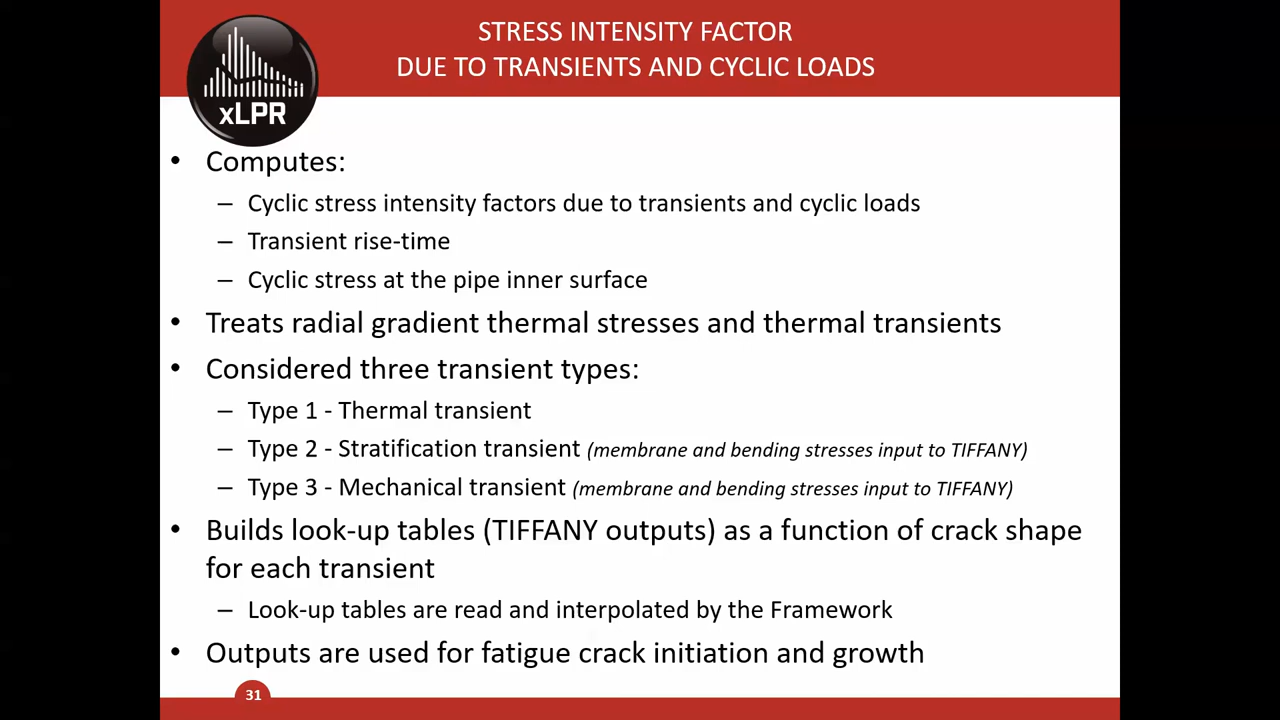 STRESS INTENSITY FACTOR
DUE TO TRANSIENTS AND CYCLIC LOADS
xLPR
• Computes:
– Cyclic stress intensity factors due to transients and cyclic loads
– Transient rise-time
– Cyclic stress at the pipe inner surface
• Treats radial gradient thermal stresses and thermal transients
• Considered three transient types:
– Type 1 - Thermal transient
– Type 2 - Stratification transient (membrane and bending stresses input to TIFFANY)
– Type 3 - Mechanical transient (membrane and bending stresses input to TIFFANY)
• Builds look-up tables (TIFFANY outputs) as a function of crack shape
for each transient
– Look-up tables are read and interpolated by the Framework
• Outputs are used for fatigue crack initiation and growth
31